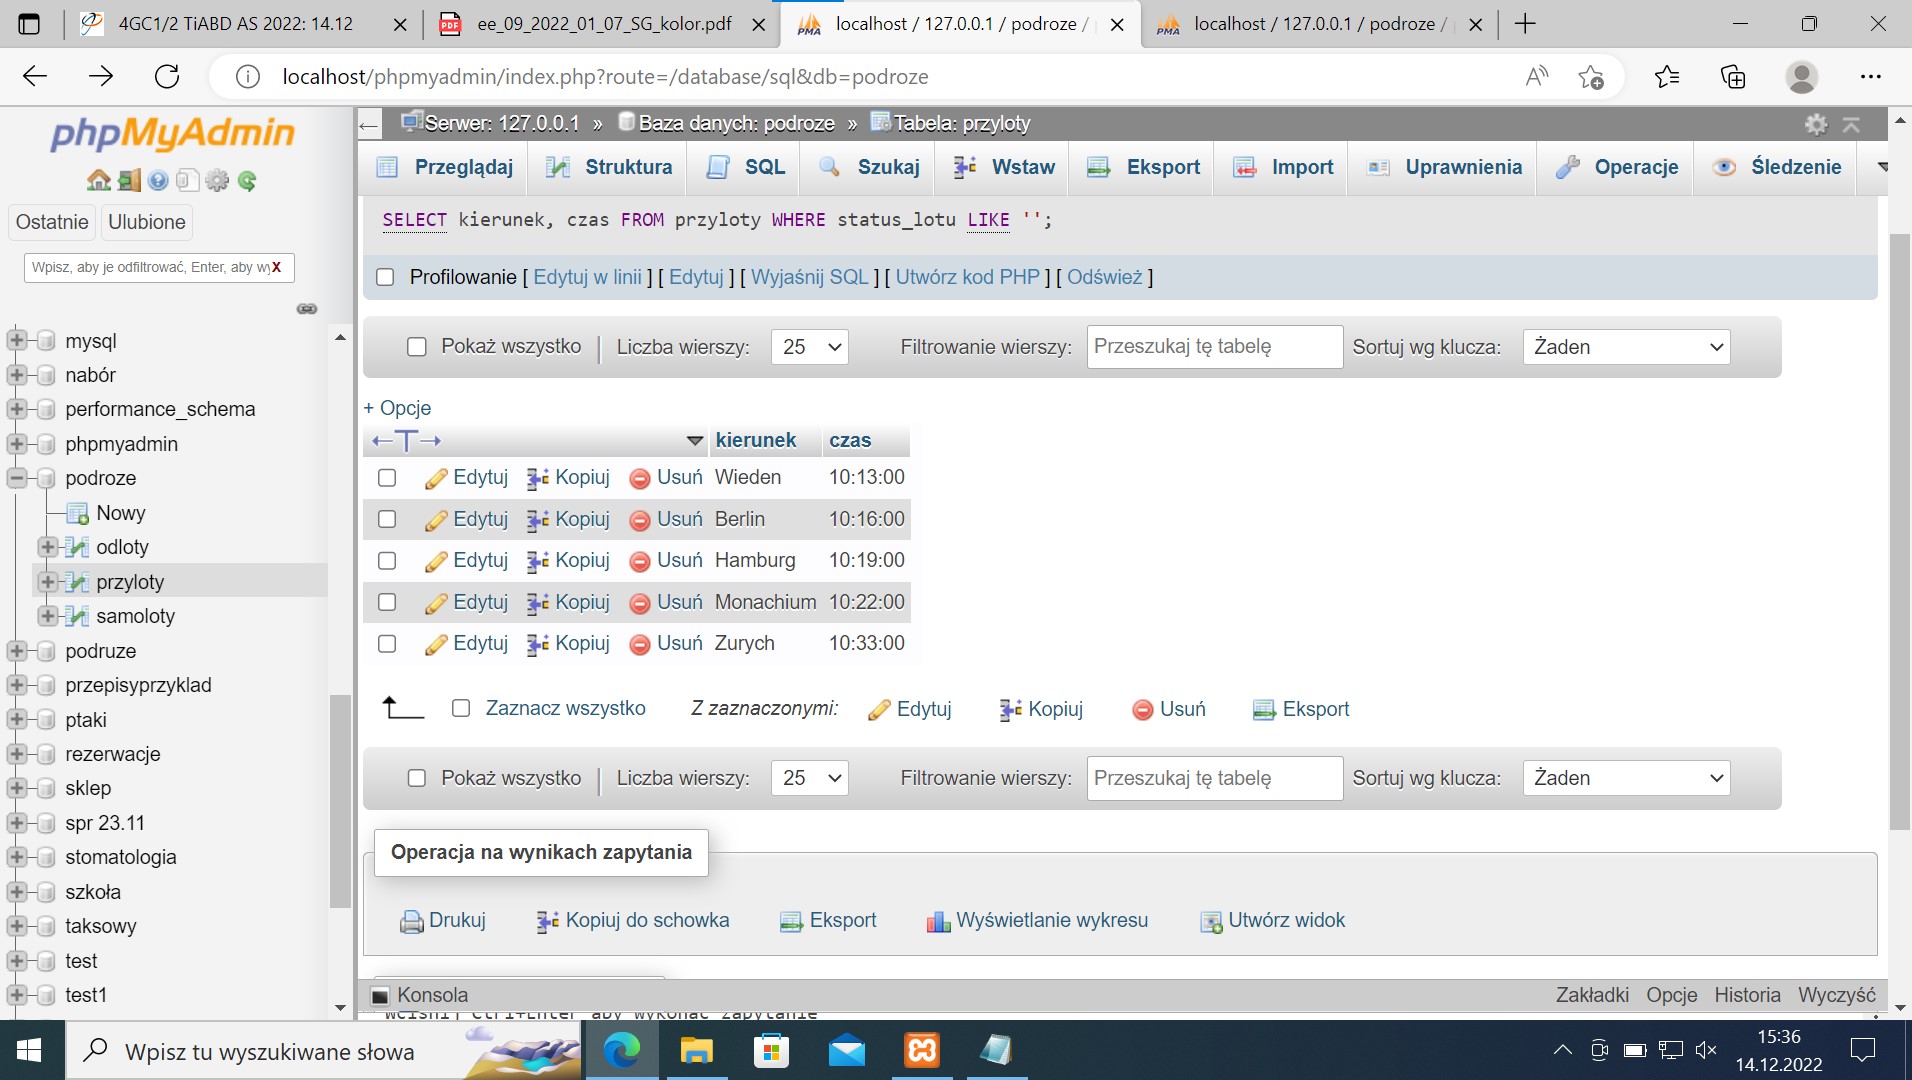 4GC1/2 TiABD AS 2022: 14.12
ee_09_2022_01_07_SG_kolor.pdf
localhost / 127.0.0.1 / podroze /
localhost / 127.0.0.1 / podroze /
localhost/phpmyadmin/index.php?route=/database/sql&db=podroze
phpMyAdmin
Ostatnie Ulubione
Wpisz, aby je odfiltrować, Enter, aby wy X
mysql
nabór
performance_schema
phpmyadmin
podroze
Nowy
odloty
przyloty
samoloty
podruze
przepisyprzyklad
ptaki
rezerwacje
sklep
spr 23.11
stomatologia
szkoła
taksowy
test
test1
Serwer: 127.0.0.1 » Baza danych: podroze » Tabela: przyloty
Przeglądaj Struktura SQL Szukaj Wstaw Eksport Import Uprawnienia Operacje Śledzenie
SELECT kierunek, czas FROM przyloty WHERE status_lotu LIKE '';
Profilowanie [ Edytuj w linii ] [ Edytuj ] [ Wyjaśnij SQL ] [ Utwórz kod PHP ] [ Odśwież ]
Pokaż wszystko | Liczba wierszy: 25 Filtrowanie wierszy: Przeszukaj tę tabelę Sortuj wg klucza: Żaden
+ Opcje
←T→ kierunek czas
Edytuj Kopiuj Usuń Wieden 10:13:00
Edytuj Kopiuj Usuń Berlin 10:16:00
Edytuj Kopiuj Usuń Hamburg 10:19:00
Edytuj Kopiuj Usuń Monachium 10:22:00
Edytuj Kopiuj Usuń Zurych 10:33:00
Zaznacz wszystko Z zaznaczonymi: Edytuj Kopiuj Usuń Eksport
Pokaż wszystko | Liczba wierszy: 25 Filtrowanie wierszy: Przeszukaj tę tabelę Sortuj wg klucza: Żaden
Operacja na wynikach zapytania
Drukuj Kopiuj do schowka Eksport Wyświetlanie wykresu Utwórz widok
Konsola Zakładki Opcje Historia Wyczyść
Wciśnij Ctrl+Enter aby wykonać zapytanie
Wpisz tu wyszukiwane słowa
15:36
14.12.2022